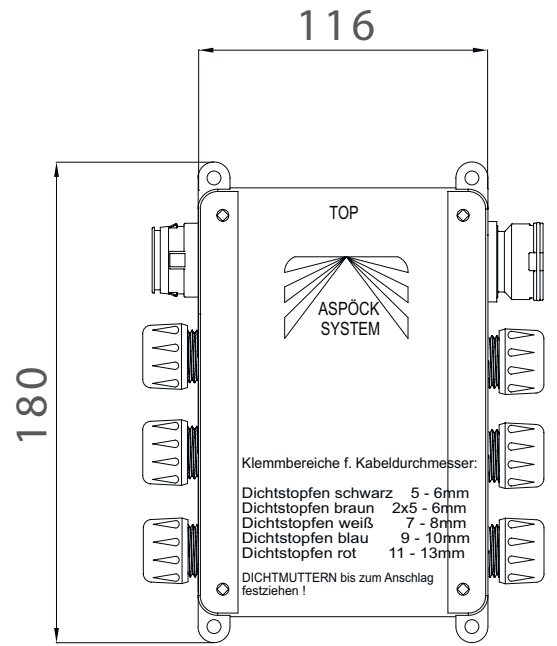 116
180
TOP
ASPÖCK
SYSTEM
Klemmbereiche f. Kabeldurchmesser:
Dichtstopfen schwarz 5 - 6mm
Dichtstopfen braun 2x5 - 6mm
Dichtstopfen weiß 7 - 8mm
Dichtstopfen blau 9 - 10mm
Dichtstopfen rot 11 - 13mm
DICHTMUTTERN bis zum Anschlag
festziehen !